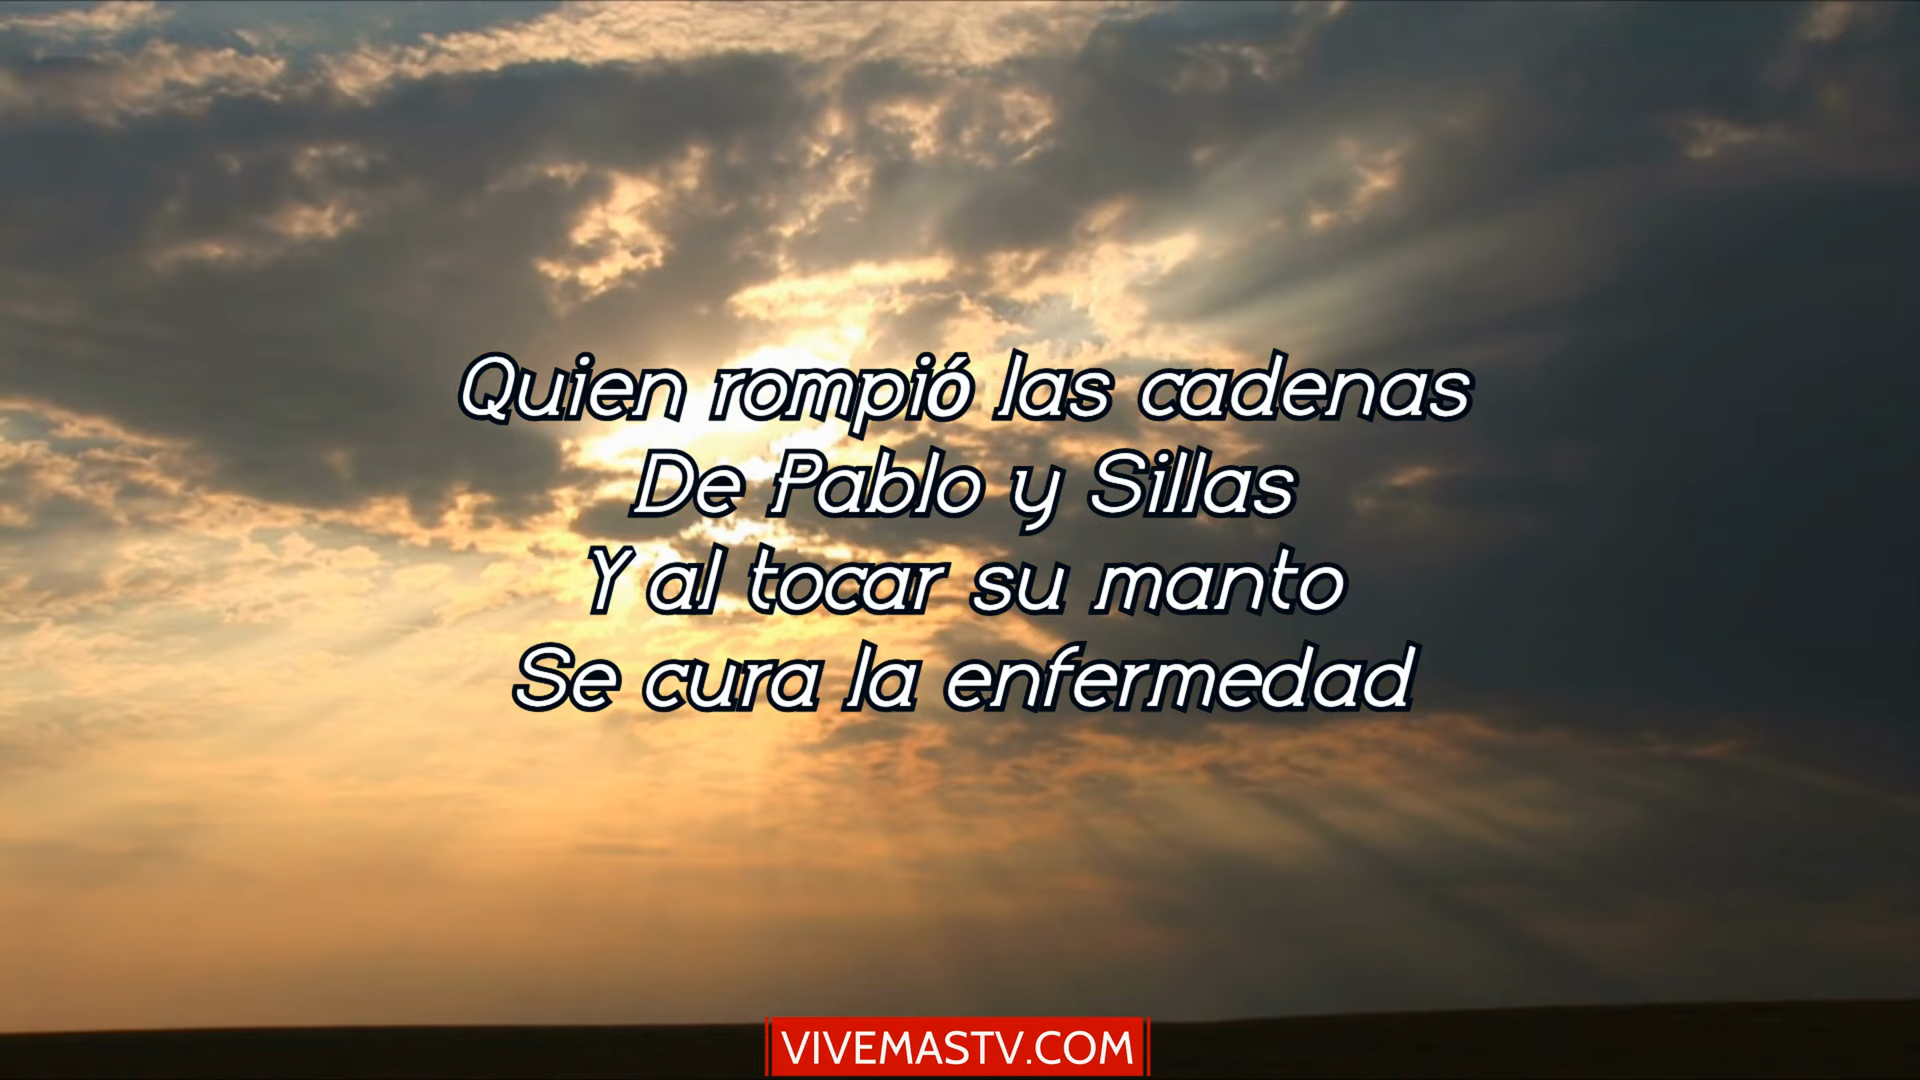 Quien rompió las cadenas
De Pablo y Sillas
Y al tocar su manto
Se cura la enfermedad
VIVEMASTV.COM